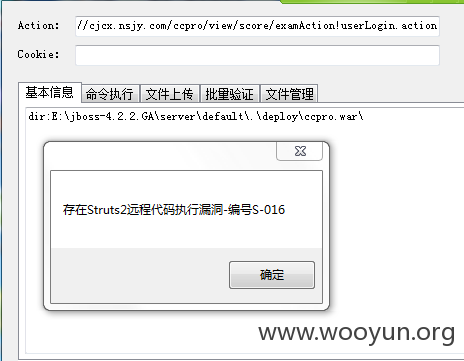 Action: //cjcx.nsjy.com/ccpro/view/score/examAction!userLogin.action
Cookie:
基本信息 命令执行 文件上传 批量验证 文件管理
dir:E:\jboss-4.2.2.GA\server\default\.\deploy\ccpro.war\
存在Struts2远程代码执行漏洞-编号S-016
确定
www.wooyun.org